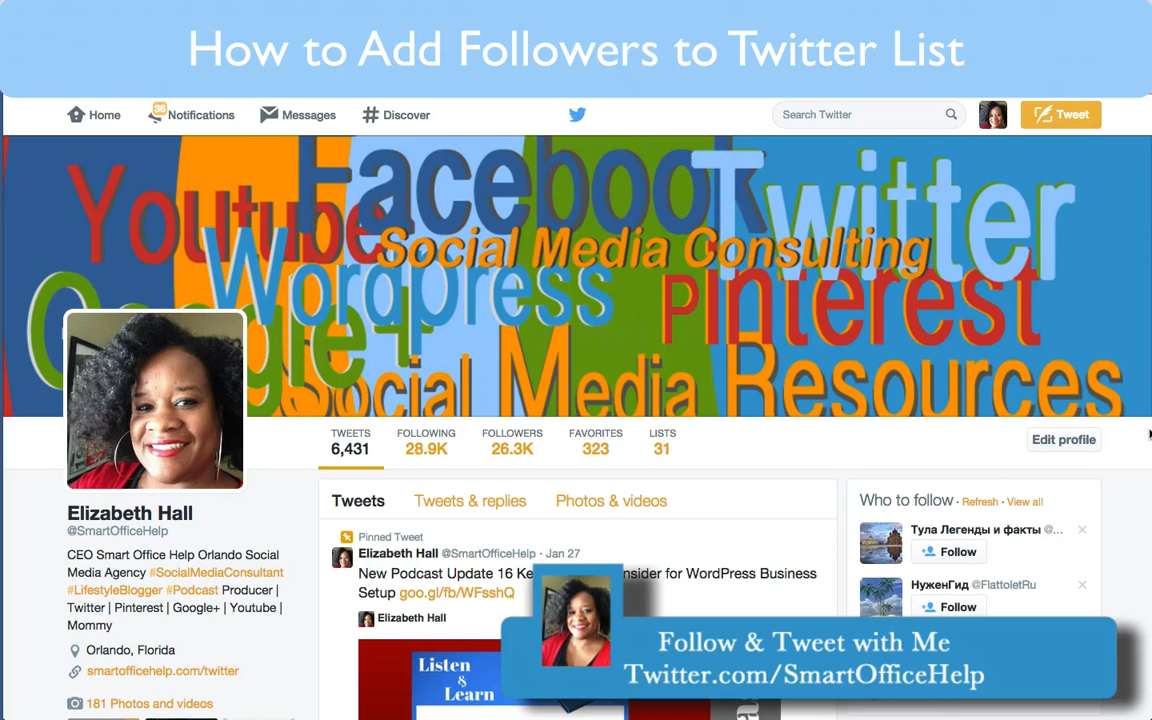 How to Add Followers to Twitter List
Home
36
Notifications
Messages
Discover
Search Twitter
Tweet
Youtube
Facebook
Twitter
Social Media Consulting
Wordpress
Pinterest
Google+
Social Media Resources
TWEETS
6,431
FOLLOWING
28.9K
FOLLOWERS
26.3K
FAVORITES
323
LISTS
31
Edit profile
Elizabeth Hall
@SmartOfficeHelp
CEO Smart Office Help Orlando Social
Media Agency #SocialMediaConsultant
#LifestyleBlogger #Podcast Producer |
Twitter | Pinterest | Google+ | Youtube |
Mommy
Orlando, Florida
smartofficehelp.com/twitter
181 Photos and videos
Tweets Tweets & replies Photos & videos
Pinned Tweet
Elizabeth Hall @SmartOfficeHelp · Jan 27
New Podcast Update 16 Ke nsider for WordPress Business
Setup goo.gl/fb/WFsshQ
Elizabeth Hall
Listen
&
Learn
Who to follow · Refresh · View all
Тула Легенды и факты @...
Follow
НуженГид @FlattoletRu
Follow
Follow & Tweet with Me
Twitter.com/SmartOfficeHelp